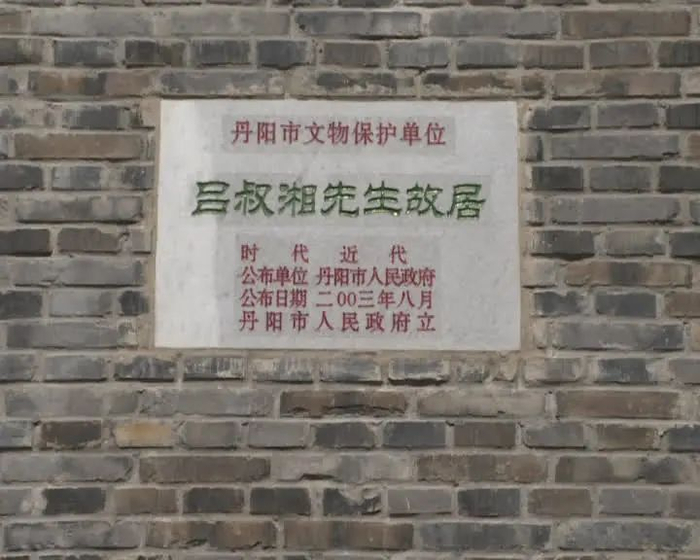 丹阳市文物保护单位
吕叔湘先生故居
时代近代
公布单位 丹阳市人民政府
公布日期 二00三年八月
丹阳市人民政府立